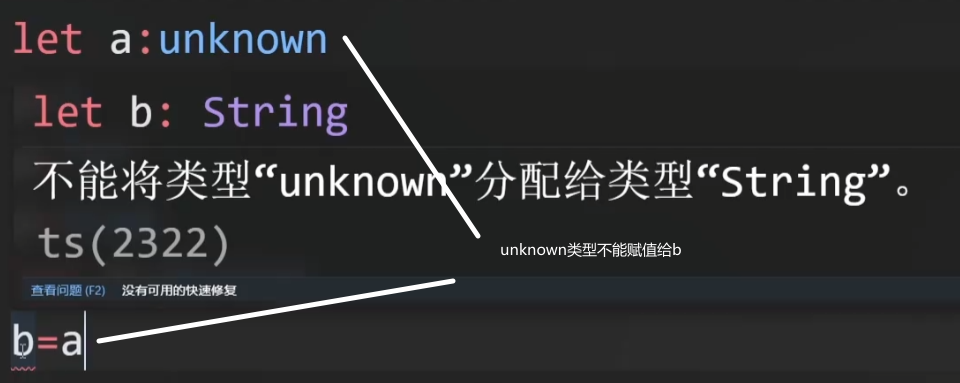 let a:unknown
let b: String
不能将类型“unknown”分配给类型“String”。
ts(2322)
unknown类型不能赋值给b
查看问题 (F2) 没有可用的快速修复
b=a